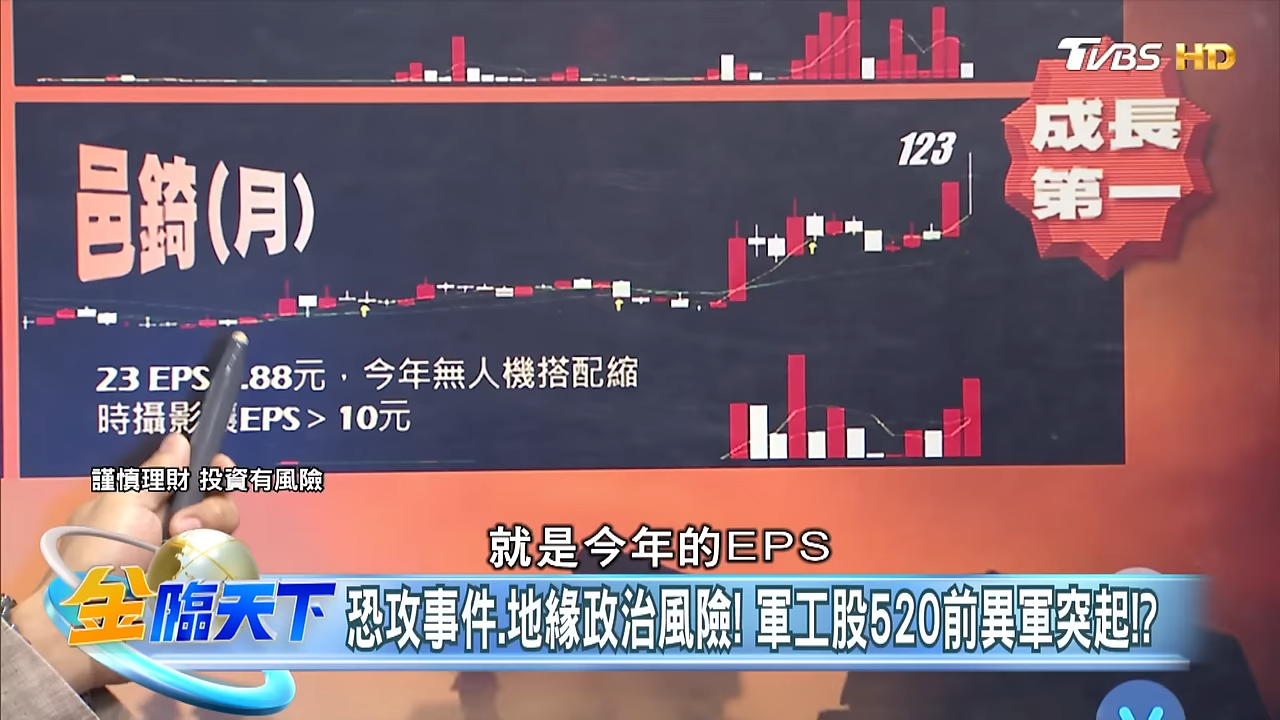 TVBS HD
成長
第一
123
邑錡(月)
23 EPS .88元，今年無人機搭配縮
時攝影 EPS > 10元
謹慎理財 投資有風險
就是今年的EPS
金臨天下
恐攻事件.地緣政治風險! 軍工股520前異軍突起!?